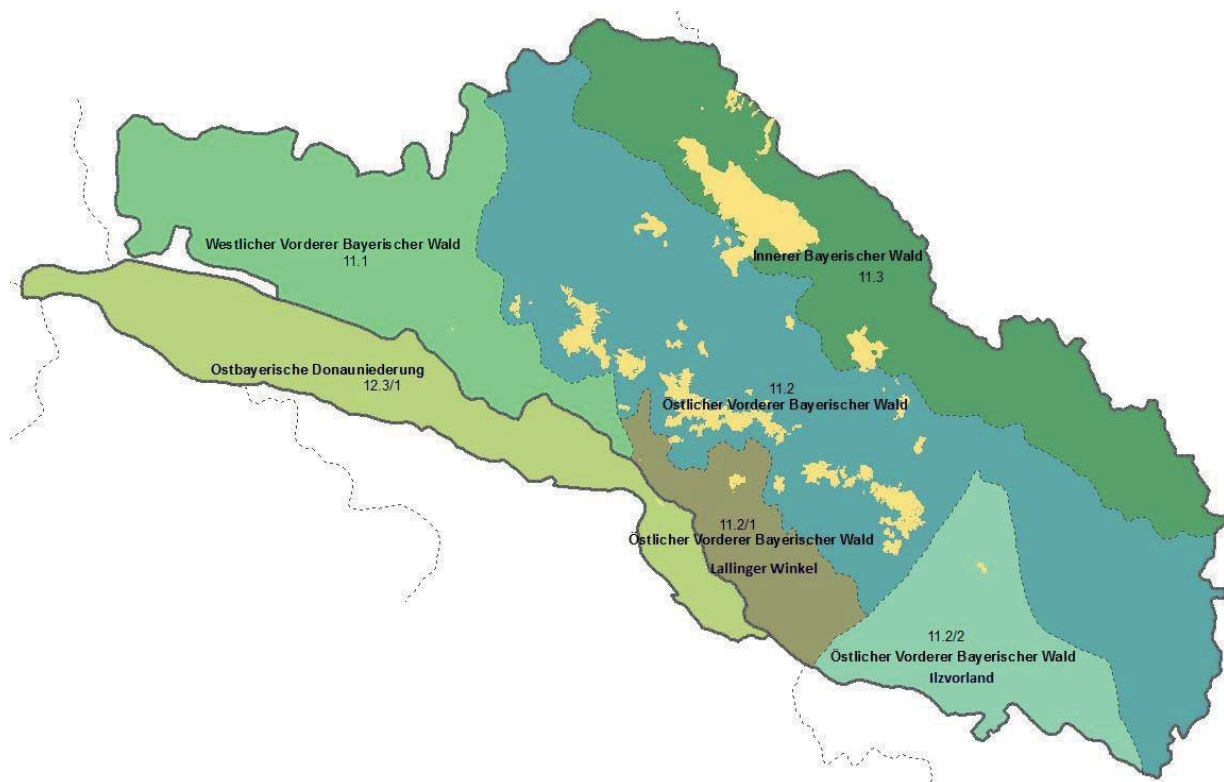 Westlicher Vorderer Bayerischer Wald
11.1
Innerer Bayerischer Wald
11.3
Ostbayerische Donauniederung
12.3/1
11.2
Östlicher Vorderer Bayerischer Wald
11.2/1
Östlicher Vorderer Bayerischer Wald
Lallinger Winkel
11.2/2
Östlicher Vorderer Bayerischer Wald
Ilzvorland